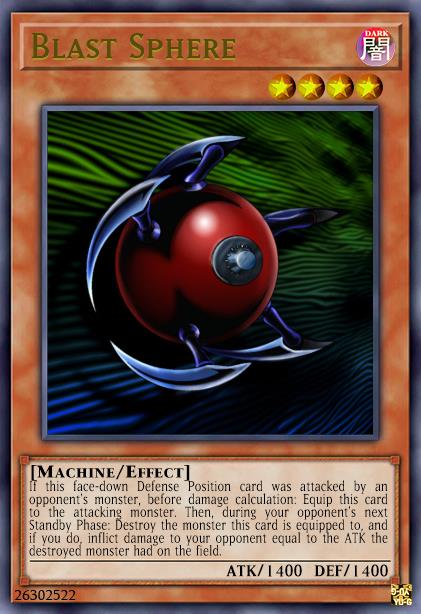 Blast Sphere
DARK
闇
[Machine/Effect]
If this face-down Defense Position card was attacked by an
opponent's monster, before damage calculation: Equip this card
to the attacking monster. Then, during your opponent's next
Standby Phase: Destroy the monster this card is equipped to, and
if you do, inflict damage to your opponent equal to the ATK the
destroyed monster had on the field.
ATK/1400 DEF/1400
26302522